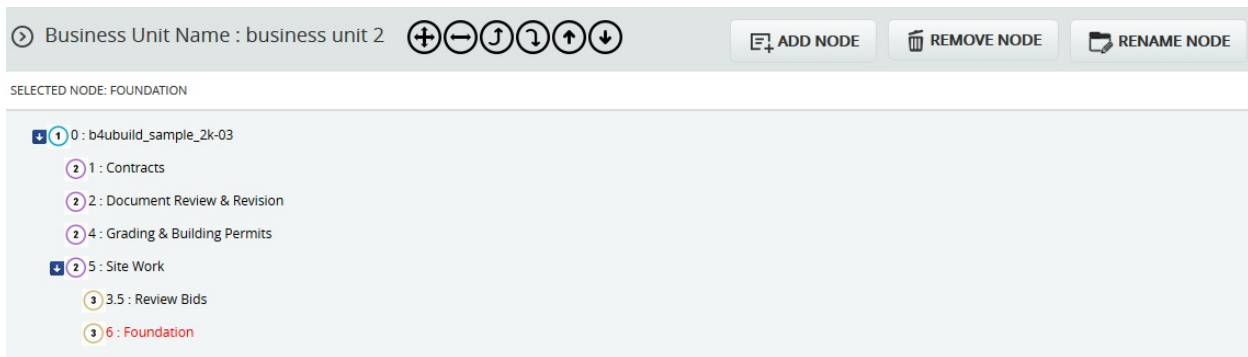 Business Unit Name : business unit 2 ADD NODE REMOVE NODE RENAME NODE
SELECTED NODE: FOUNDATION
1 0 : b4ubuild_sample_2k-03
2 1 : Contracts
2 2 : Document Review & Revision
2 4 : Grading & Building Permits
2 5 : Site Work
3 3.5 : Review Bids
3 6 : Foundation